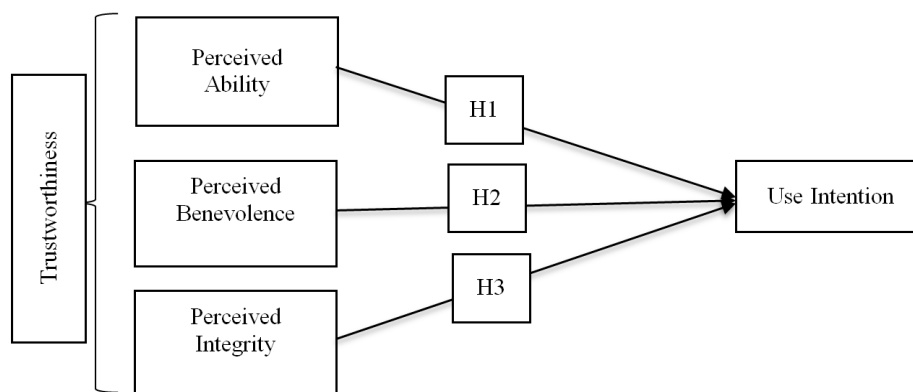 Trustworthiness
Perceived
Ability
H1
Perceived
Benevolence
H2
Use Intention
Perceived
Integrity
H3